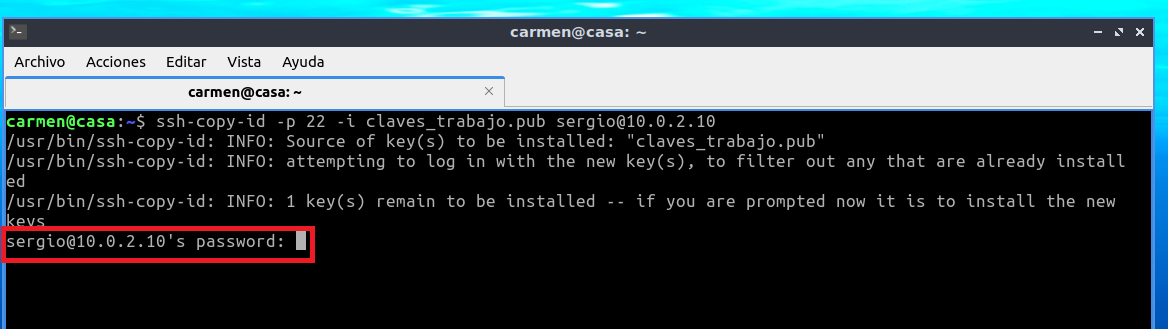 carmen@casa: ~
Archivo Acciones Editar Vista Ayuda
carmen@casa: ~
carmen@casa:~$ ssh-copy-id -p 22 -i claves_trabajo.pub sergio@10.0.2.10
/usr/bin/ssh-copy-id: INFO: Source of key(s) to be installed: "claves_trabajo.pub"
/usr/bin/ssh-copy-id: INFO: attempting to log in with the new key(s), to filter out any that are already install
ed
/usr/bin/ssh-copy-id: INFO: 1 key(s) remain to be installed -- if you are prompted now it is to install the new
keys
sergio@10.0.2.10's password: